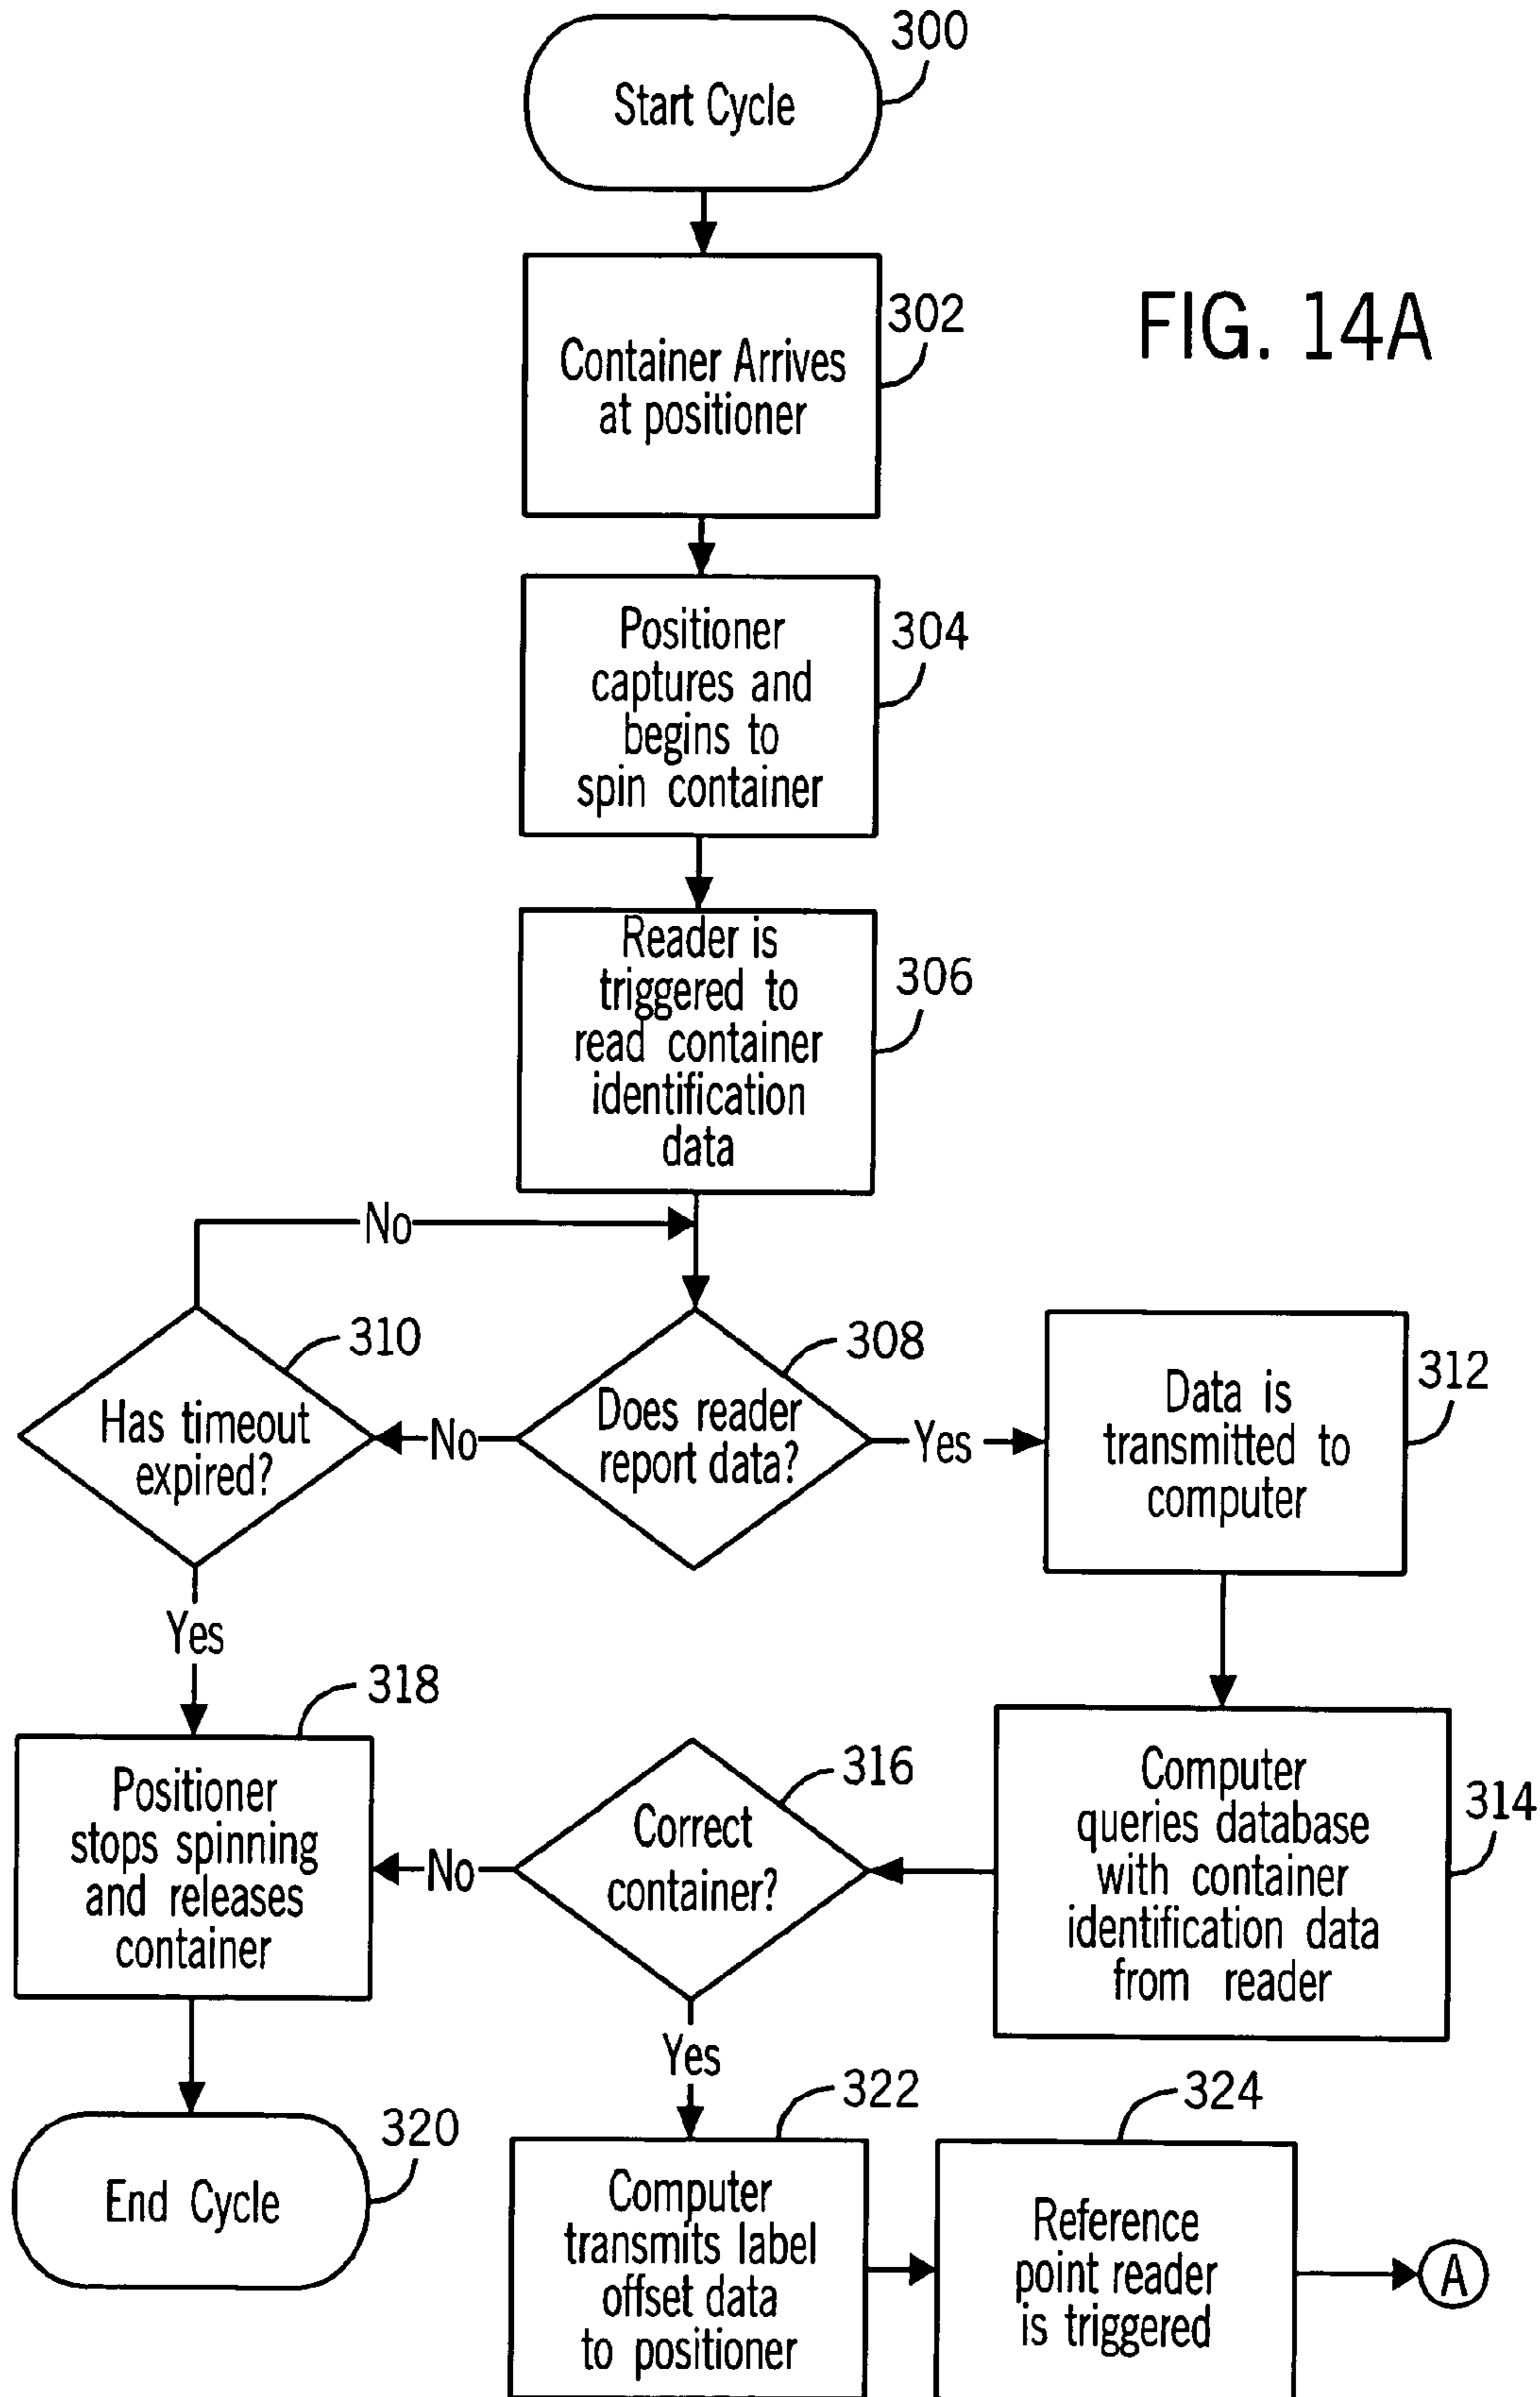 300
Start Cycle
FIG. 14A
302
Container Arrives
at positioner
304
Positioner
captures and
begins to
spin container
306
Reader is
triggered to
read container
identification
data
No
310
Has timeout
expired?
No
308
Does reader
report data?
Yes
312
Data is
transmitted to
computer
Yes
318
Positioner
stops spinning
and releases
container
No
316
Correct
container?
314
Computer
queries database
with container
identification data
from reader
Yes
320
End Cycle
322
Computer
transmits label
offset data
to positioner
324
Reference
point reader
is triggered
A